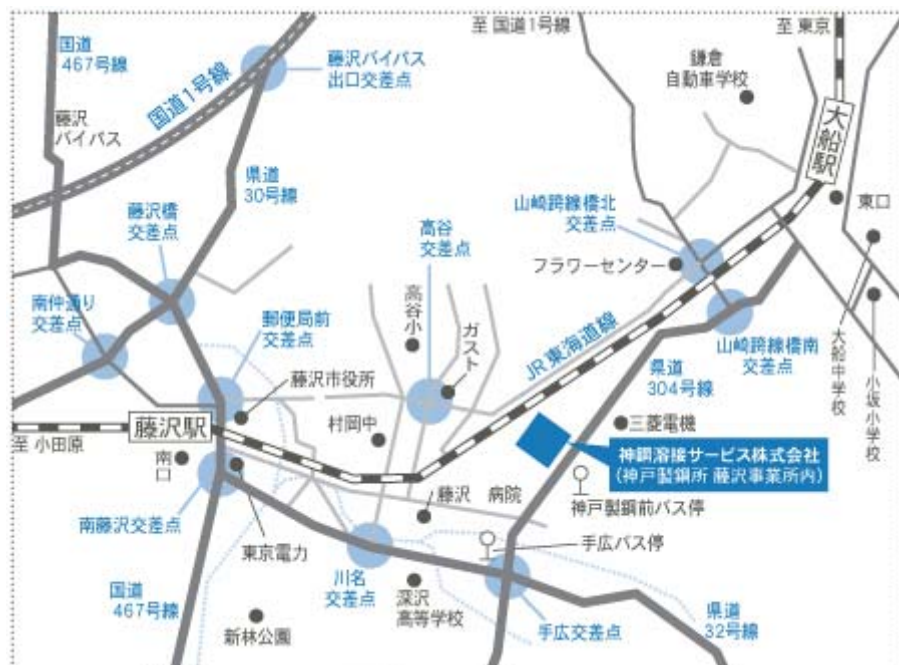 至 国道1号線
至 東京
国道
467号線
国道1号線
藤沢バイパス
出口交差点
鎌倉
自動車学校
藤沢
バイパス
大船駅
県道
30号線
東口
藤沢橋
交差点
高谷
交差点
山崎跨線橋北
交差点
フラワーセンター
南仲通り
交差点
郵便局前
交差点
高谷小
ガスト
JR東海道線
山崎跨線橋南
交差点
大船中学校
小坂小学校
県道
304号線
藤沢市役所
村岡中
三菱電機
藤沢駅
至 小田原
南口
神鋼溶接サービス株式会社
(神戸製鋼所 藤沢事業所内)
神戸製鋼前バス停
藤沢 病院
南藤沢交差点
東京電力
手広バス停
川名
交差点
深沢
高等学校
国道
467号線
新林公園
手広交差点
県道
32号線